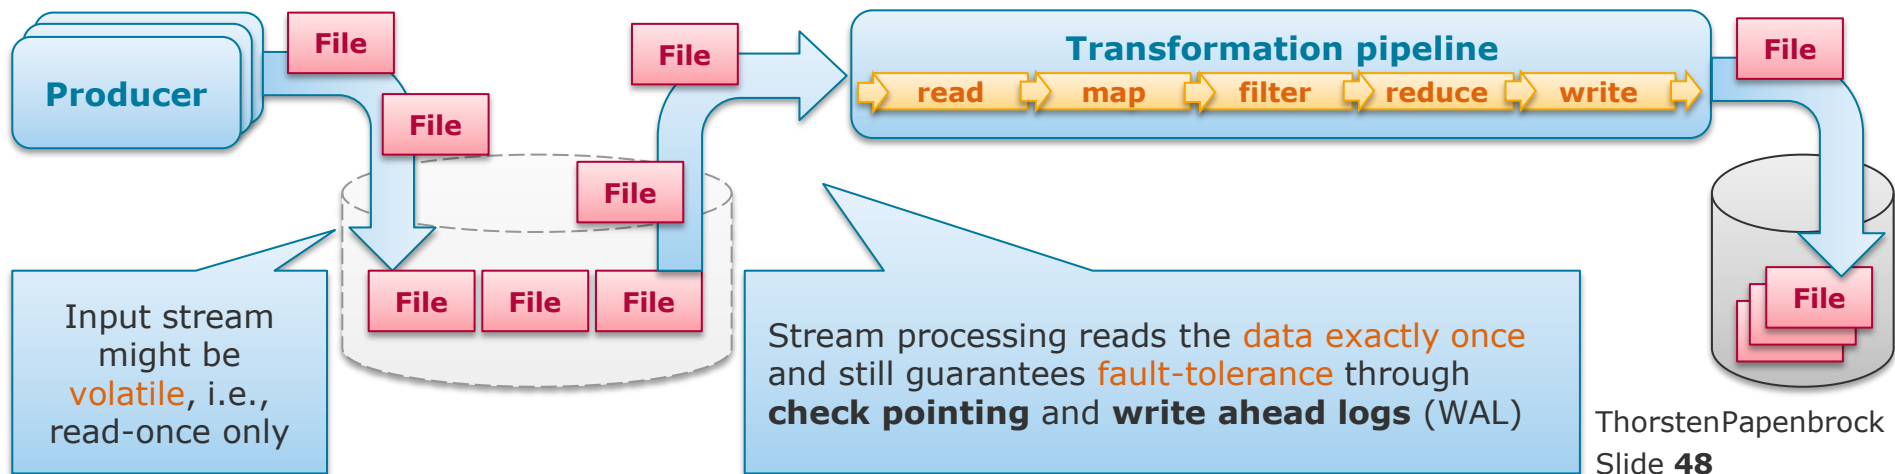 Producer
File
File
File
File
File
File
File
Transformation pipeline
read map filter reduce write
File
File
Input stream
might be
volatile, i.e.,
read-once only
Stream processing reads the data exactly once
and still guarantees fault-tolerance through
check pointing and write ahead logs (WAL)
ThorstenPapenbrock
Slide 48